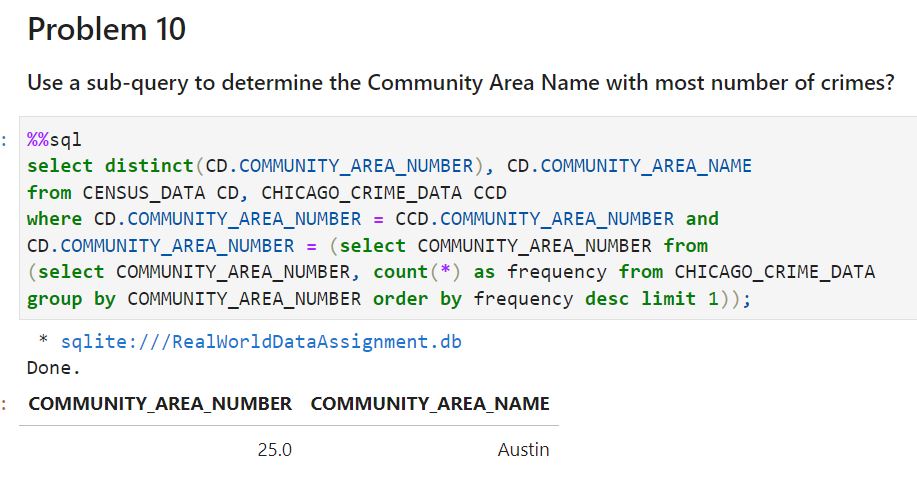 Problem 10
Use a sub-query to determine the Community Area Name with most number of crimes?
: %%sql
select distinct(CD.COMMUNITY_AREA_NUMBER), CD.COMMUNITY_AREA_NAME
from CENSUS_DATA CD, CHICAGO_CRIME_DATA CCD
where CD.COMMUNITY_AREA_NUMBER = CCD.COMMUNITY_AREA_NUMBER and
CD.COMMUNITY_AREA_NUMBER = (select COMMUNITY_AREA_NUMBER from
(select COMMUNITY_AREA_NUMBER, count(*) as frequency from CHICAGO_CRIME_DATA
group by COMMUNITY_AREA_NUMBER order by frequency desc limit 1));
* sqlite:///RealWorldDataAssignment.db
Done.
: COMMUNITY_AREA_NUMBER COMMUNITY_AREA_NAME
25.0 Austin